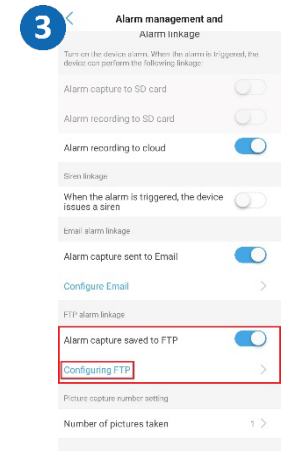 3
Alarm management and
Alarm linkage
Turn on the device alarm. When the alarm is triggered, the
device can perform the following linkage:
Alarm capture to SD card
Alarm recording to SD card
Alarm recording to cloud
Siren linkage
When the alarm is triggered, the device
issues a siren
Email alarm linkage
Alarm capture sent to Email
Configure Email
FTP alarm linkage
Alarm capture saved to FTP
Configuring FTP
Picture capture number setting
Number of pictures taken 1